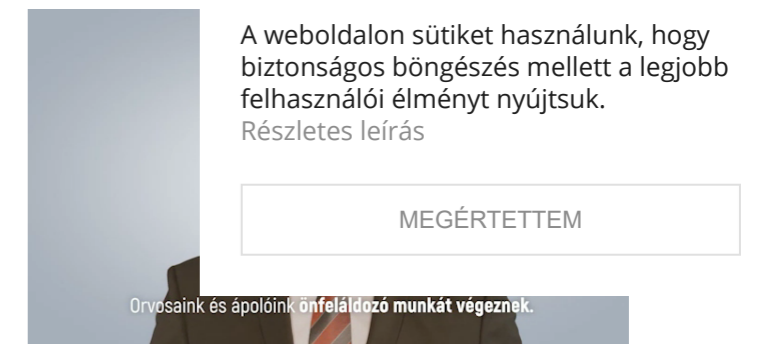 A weboldalon sütiket használunk, hogy
biztonságos böngészés mellett a legjobb
felhasználói élményt nyújtsuk.
Részletes leírás
MEGÉRTETTEM
Orvosaink és ápolóink önfeláldozó munkát végeznek.